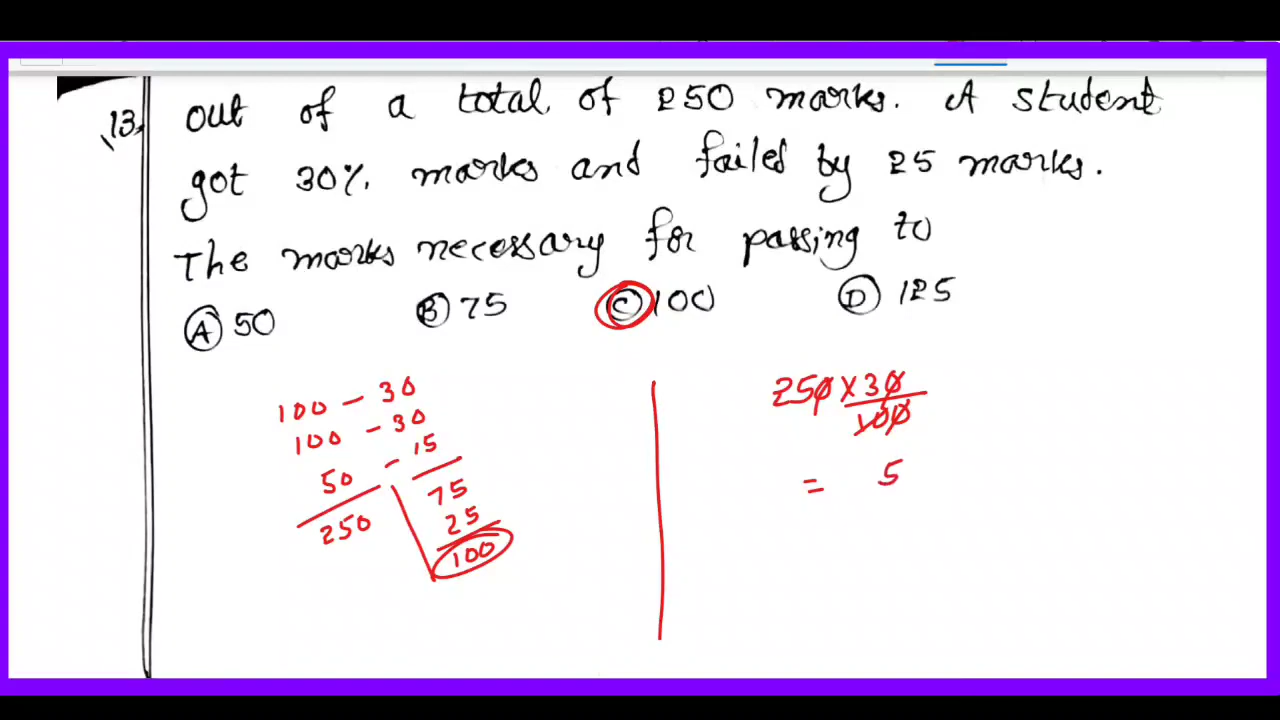 13. out of a total of 250 marks. A student
got 30% marks and failed by 25 marks.
The marks necessary for passing to
A 50 B 75 C 100 D 125
100 - 30
100 - 30
50 - 15
250 75
25
100
250 × 30
100
= 5